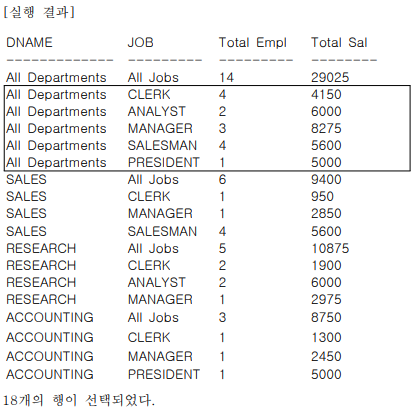 [실행 결과]
DNAME JOB Total Empl Total Sal
-------------- --------- ---------- --------
All Departments All Jobs 14 29025
All Departments CLERK 4 4150
All Departments ANALYST 2 6000
All Departments MANAGER 3 8275
All Departments SALESMAN 4 5600
All Departments PRESIDENT 1 5000
SALES All Jobs 6 9400
SALES CLERK 1 950
SALES MANAGER 1 2850
SALES SALESMAN 4 5600
RESEARCH All Jobs 5 10875
RESEARCH CLERK 2 1900
RESEARCH ANALYST 2 6000
RESEARCH MANAGER 1 2975
ACCOUNTING All Jobs 3 8750
ACCOUNTING CLERK 1 1300
ACCOUNTING MANAGER 1 2450
ACCOUNTING PRESIDENT 1 5000
18개의 행이 선택되었다.